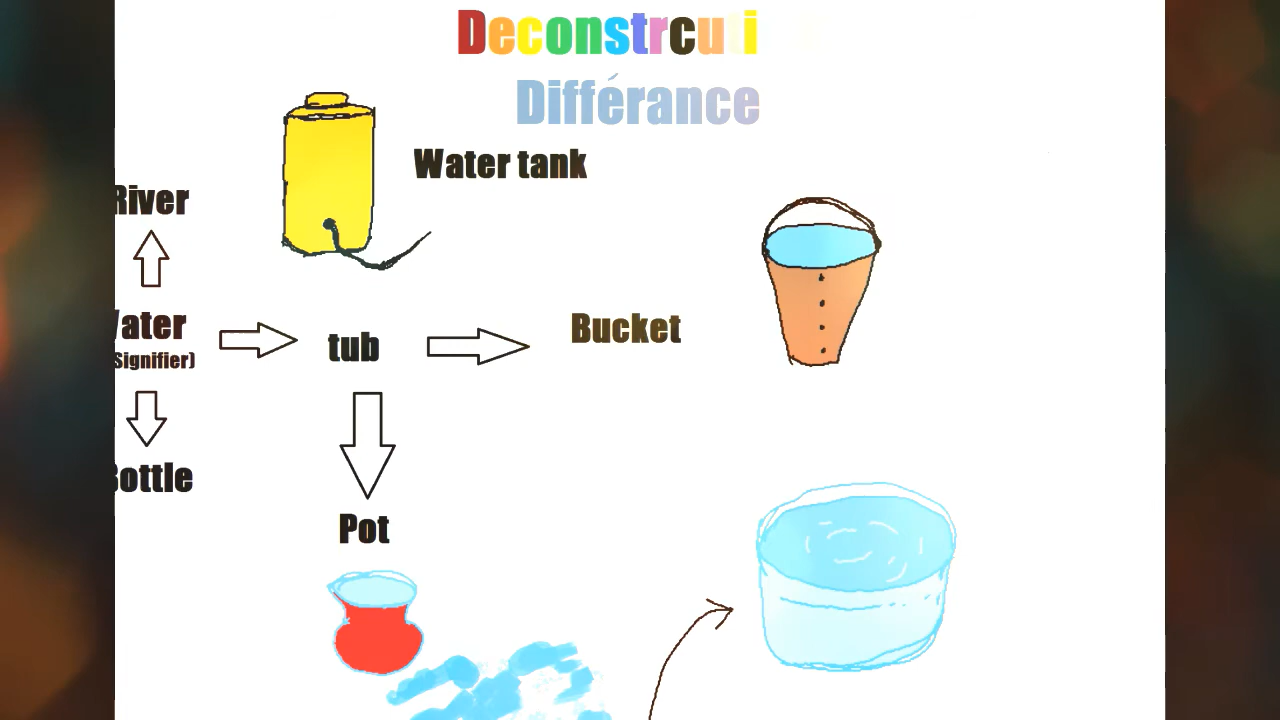 Deconstrcuti
Différance
Water tank
River
ater
Signifier)
tub
Bucket
ottle
Pot